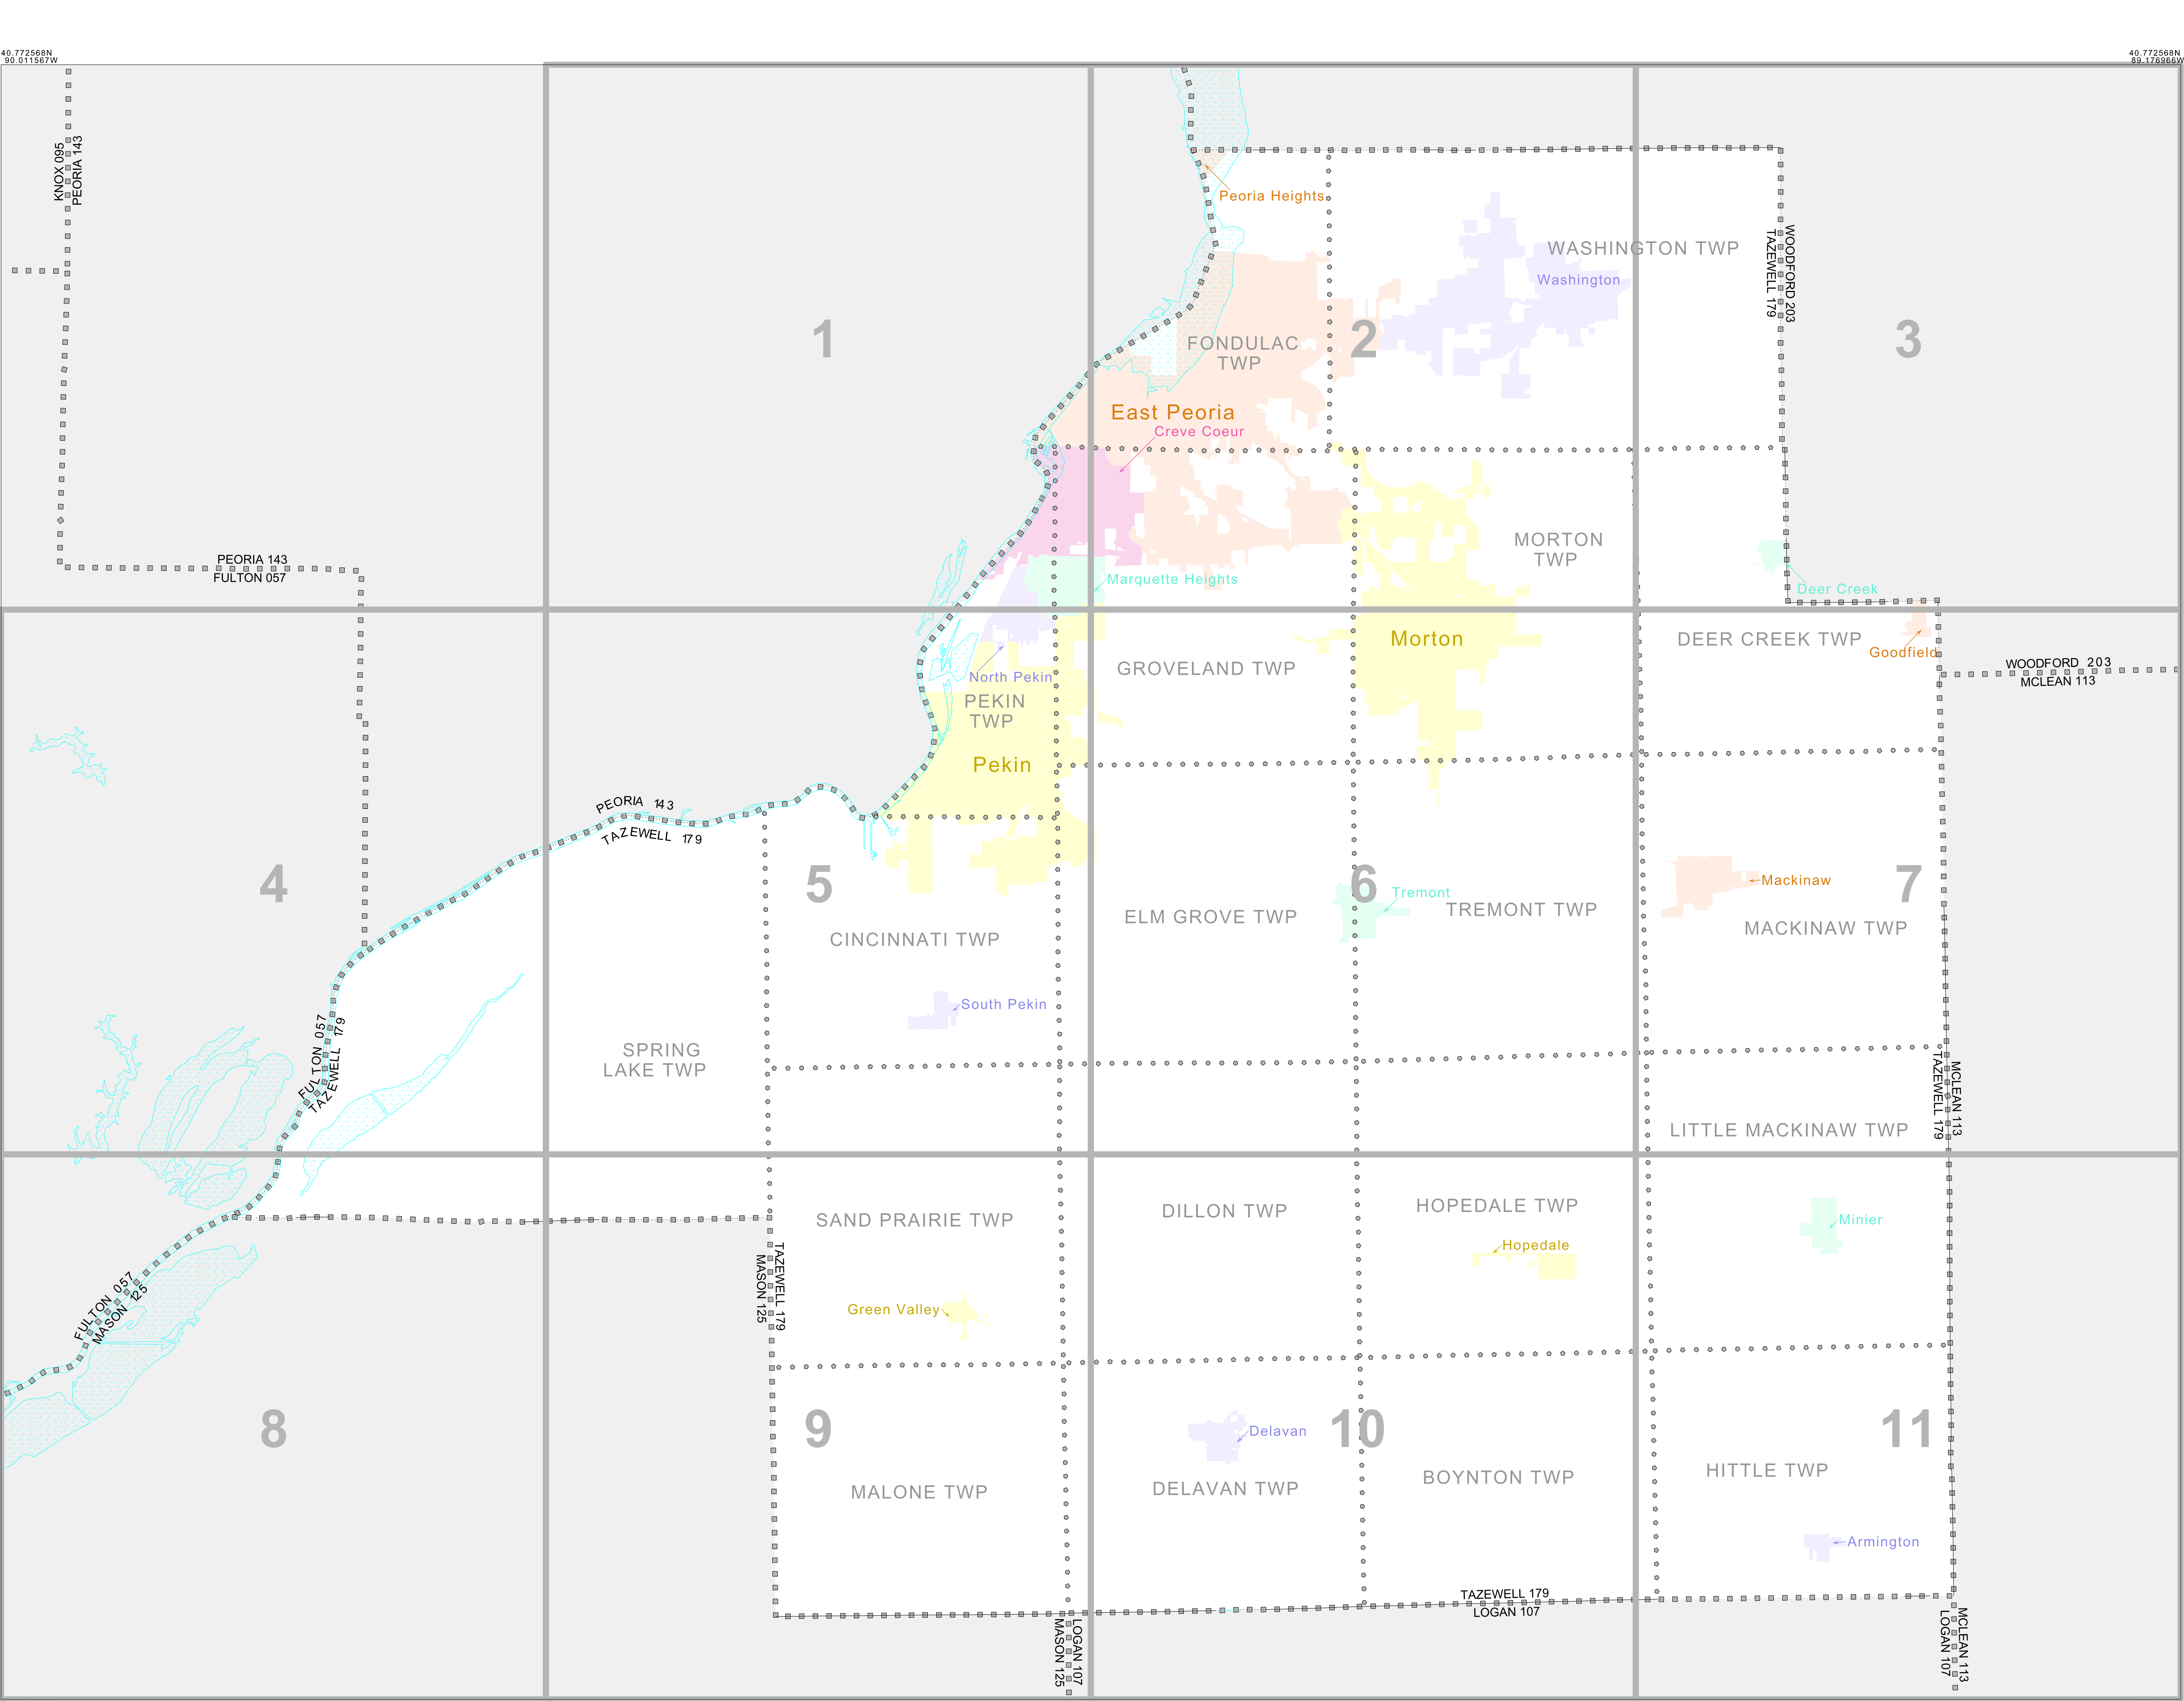 40.772568N
90.011567W
40.772568N
89.176966W
KNOX 095
PEORIA 143
Peoria Heights
WASHINGTON TWP
Washington
WOODFORD 203
TAZEWELL 179
1
2
3
FONDULAC
TWP
East Peoria
Creve Coeur
MORTON
TWP
PEORIA 143
FULTON 057
Marquette Heights
Deer Creek
Morton
DEER CREEK TWP
Goodfield
GROVELAND TWP
WOODFORD 203
MCLEAN 113
North Pekin
PEKIN
TWP
Pekin
PEORIA 143
TAZEWELL 179
4
5
6
7
Mackinaw
Tremont
ELM GROVE TWP
TREMONT TWP
MACKINAW TWP
CINCINNATI TWP
South Pekin
FULTON 057
TAZEWELL 179
SPRING
LAKE TWP
MCLEAN 113
TAZEWELL 179
LITTLE MACKINAW TWP
SAND PRAIRIE TWP
DILLON TWP
HOPEDALE TWP
Minier
Hopedale
TAZEWELL 179
MASON 125
Green Valley
FULTON 057
MASON 125
8
9
10
11
Delavan
MALONE TWP
DELAVAN TWP
BOYNTON TWP
HITTLE TWP
Armington
TAZEWELL 179
LOGAN 107
LOGAN 107
MASON 125
MCLEAN 113
LOGAN 107